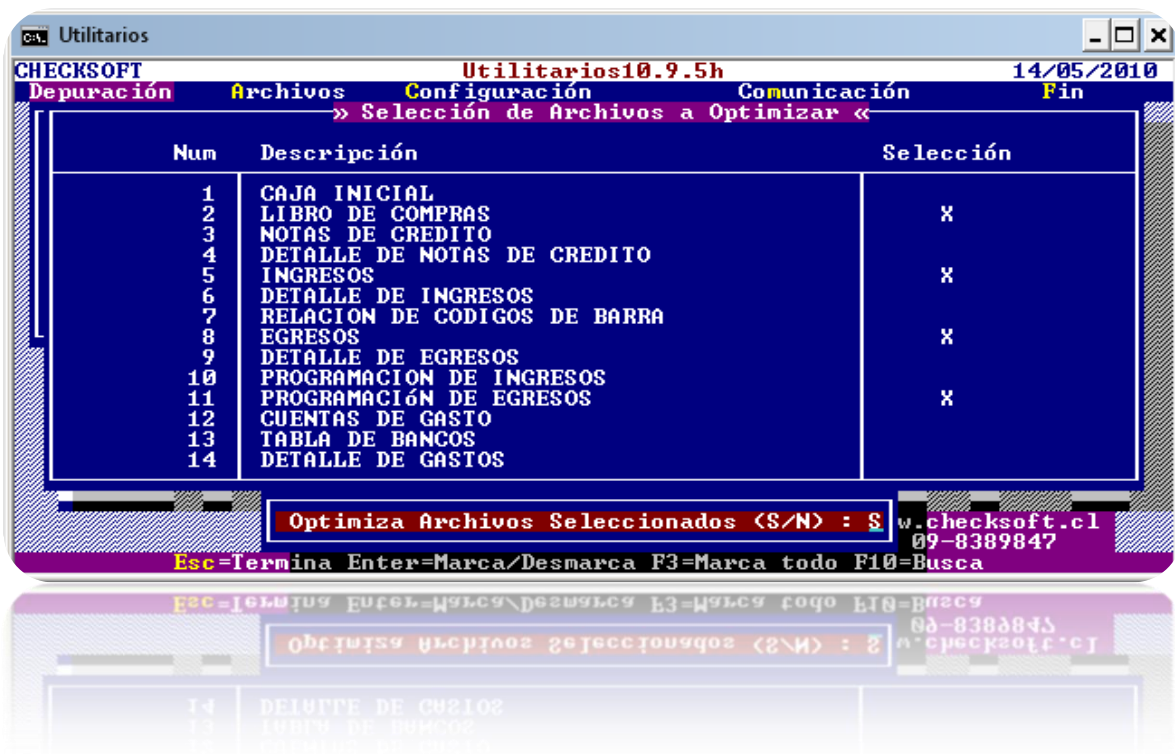 Utilitarios
CHECKSOFT Utilitarios10.9.5h 14/05/2010
Depuración Archivos Configuración Comunicación Fin
» Selección de Archivos a Optimizar «
Num Descripción Selección
1 CAJA INICIAL
2 LIBRO DE COMPRAS X
3 NOTAS DE CREDITO
4 DETALLE DE NOTAS DE CREDITO
5 INGRESOS X
6 DETALLE DE INGRESOS
7 RELACION DE CODIGOS DE BARRA
8 EGRESOS X
9 DETALLE DE EGRESOS
10 PROGRAMACION DE INGRESOS
11 PROGRAMACIóN DE EGRESOS X
12 CUENTAS DE GASTO
13 TABLA DE BANCOS
14 DETALLE DE GASTOS
Optimiza Archivos Seleccionados (S/N) : S w.checksoft.cl
09-8389847
Esc=Termina Enter=Marca/Desmarca F3=Marca todo F10=Busca